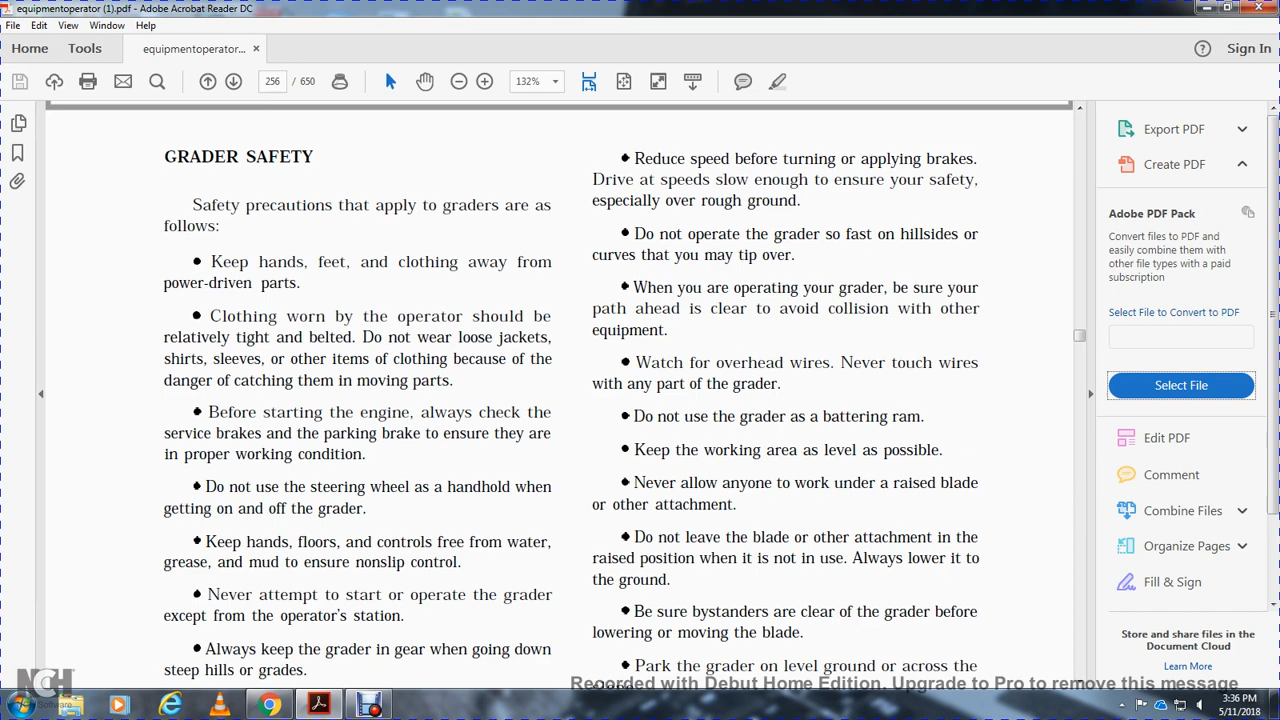 equipmentoperator (1).pdf - Adobe Acrobat Reader DC
File Edit View Window Help
Home Tools equipmentoperator... × Sign In
256 / 650 132%
GRADER SAFETY
Safety precautions that apply to graders are as
follows:
• Keep hands, feet, and clothing away from
power-driven parts.
• Clothing worn by the operator should be
relatively tight and belted. Do not wear loose jackets,
shirts, sleeves, or other items of clothing because of the
danger of catching them in moving parts.
• Before starting the engine, always check the
service brakes and the parking brake to ensure they are
in proper working condition.
• Do not use the steering wheel as a handhold when
getting on and off the grader.
• Keep hands, floors, and controls free from water,
grease, and mud to ensure nonslip control.
• Never attempt to start or operate the grader
except from the operator's station.
• Always keep the grader in gear when going down
steep hills or grades.
• Reduce speed before turning or applying brakes.
Drive at speeds slow enough to ensure your safety,
especially over rough ground.
• Do not operate the grader so fast on hillsides or
curves that you may tip over.
• When you are operating your grader, be sure your
path ahead is clear to avoid collision with other
equipment.
• Watch for overhead wires. Never touch wires
with any part of the grader.
• Do not use the grader as a battering ram.
• Keep the working area as level as possible.
• Never allow anyone to work under a raised blade
or other attachment.
• Do not leave the blade or other attachment in the
raised position when it is not in use. Always lower it to
the ground.
• Be sure bystanders are clear of the grader before
lowering or moving the blade.
• Park the grader on level ground or across the
Export PDF
Create PDF
Adobe PDF Pack
Convert files to PDF and
easily combine them with
other file types with a paid
subscription
Select File to Convert to PDF
Select File
Edit PDF
Comment
Combine Files
Organize Pages
Fill & Sign
Store and share files in the
Document Cloud
Learn More
NCH
Software
Recorded with Debut Home Edition. Upgrade to Pro to remove this message
3:36 PM
5/11/2018